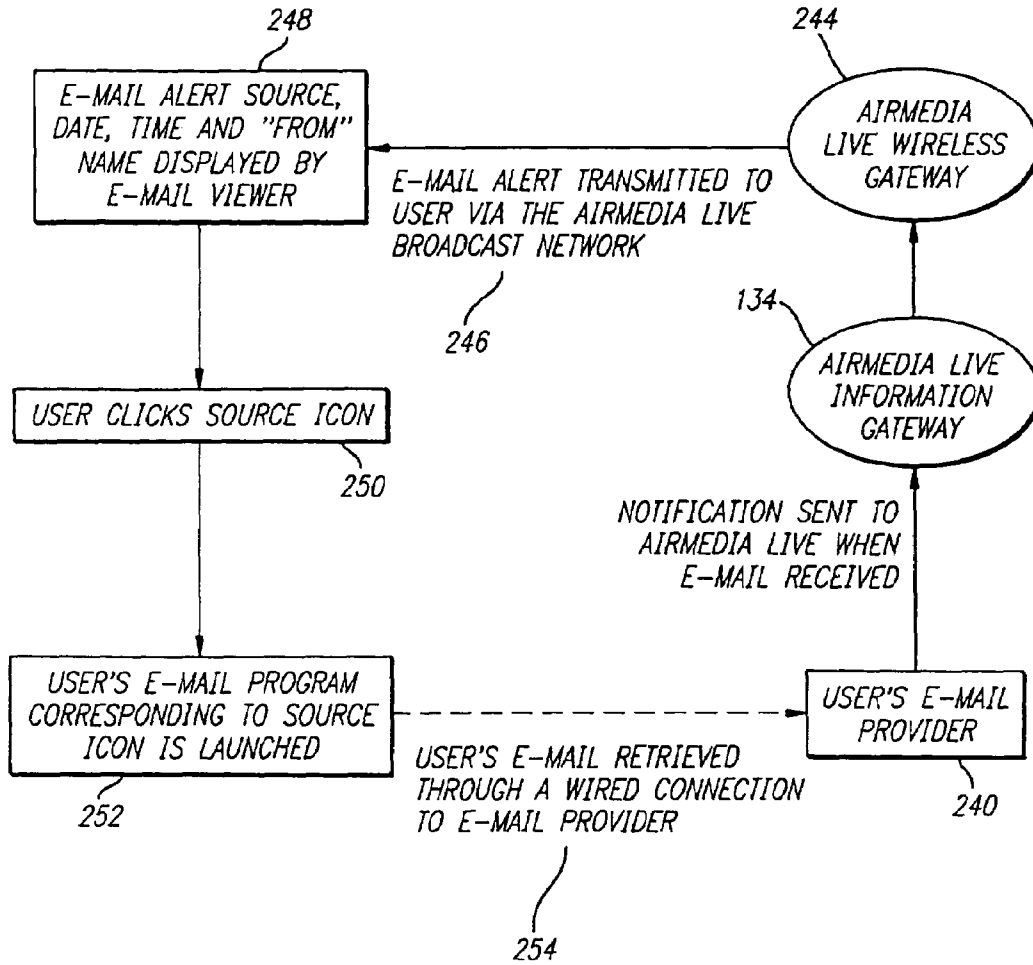 248
E-MAIL ALERT SOURCE,
DATE, TIME AND "FROM"
NAME DISPLAYED BY
E-MAIL VIEWER
244
AIRMEDIA
LIVE WIRELESS
GATEWAY
E-MAIL ALERT TRANSMITTED TO
USER VIA THE AIRMEDIA LIVE
BROADCAST NETWORK
246
134
AIRMEDIA LIVE
INFORMATION
GATEWAY
USER CLICKS SOURCE ICON
250
NOTIFICATION SENT TO
AIRMEDIA LIVE WHEN
E-MAIL RECEIVED
USER'S E-MAIL PROGRAM
CORRESPONDING TO SOURCE
ICON IS LAUNCHED
252
USER'S E-MAIL RETRIEVED
THROUGH A WIRED CONNECTION
TO E-MAIL PROVIDER
254
USER'S E-MAIL
PROVIDER
240